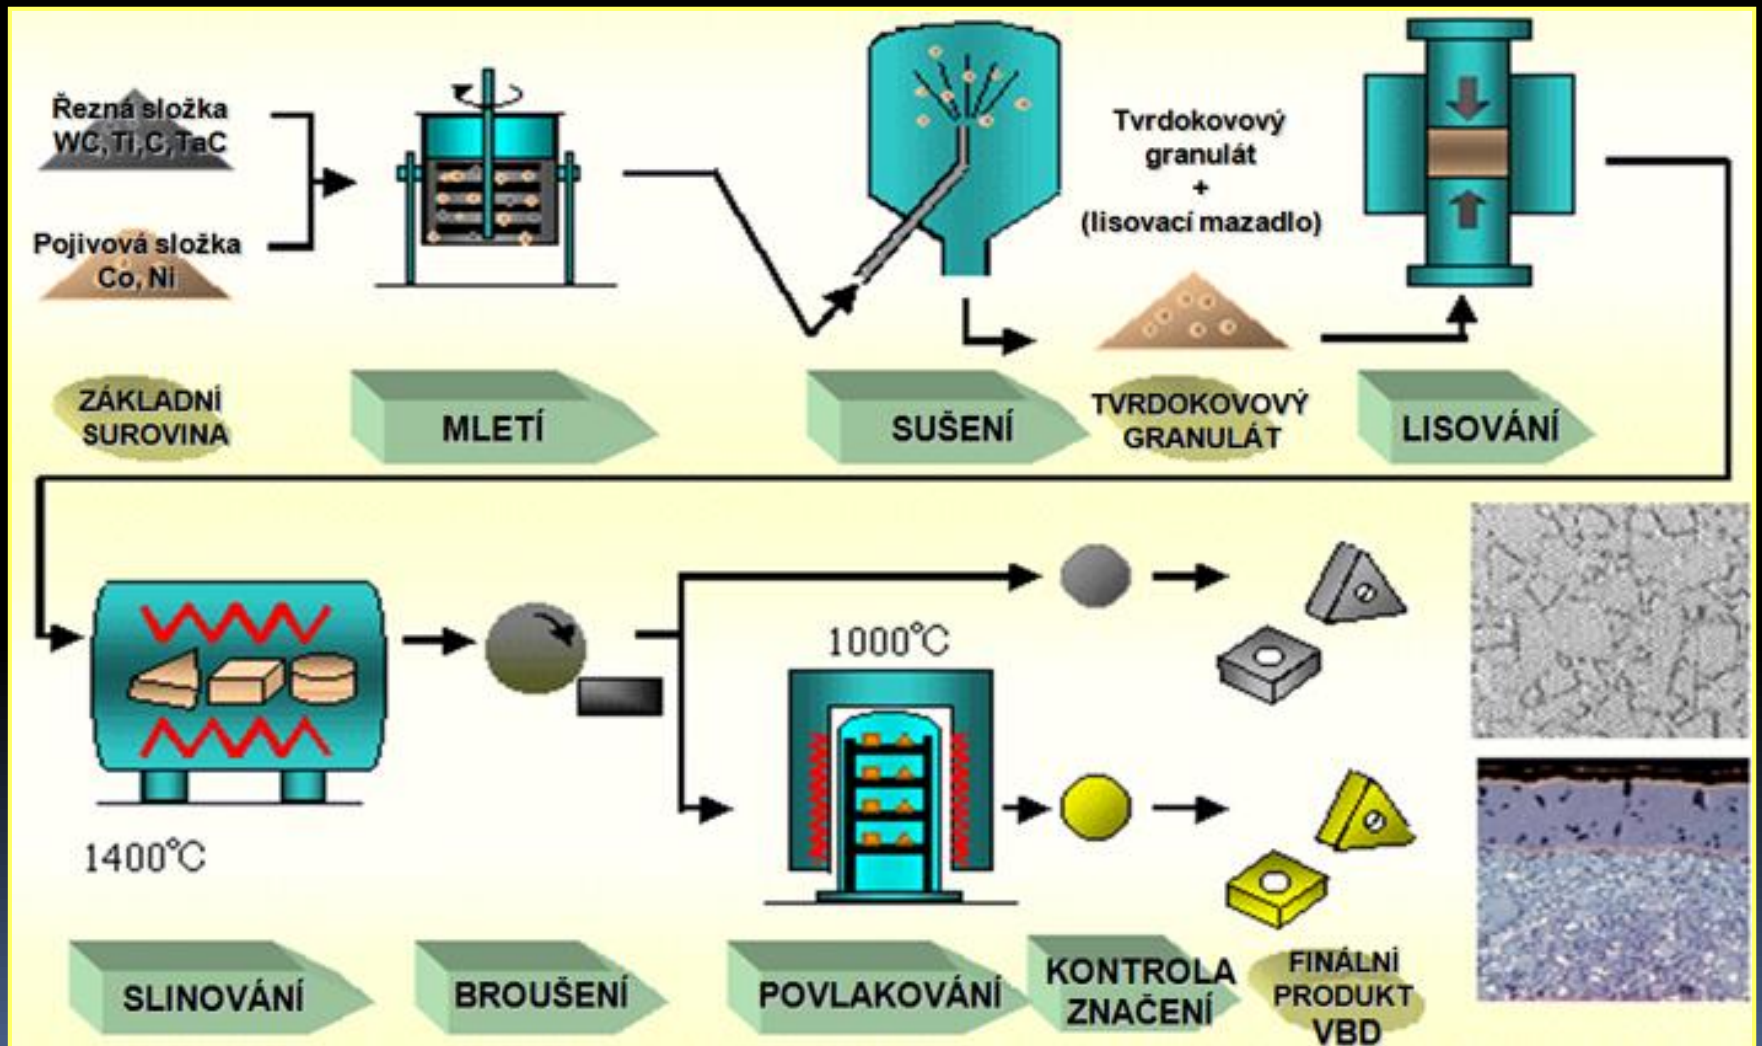 Řezná složka
WC,Ti,C,TaC
Pojivová složka
Co, Ni
Tvrdokovový
granulát
+
(lisovací mazadlo)
ZÁKLADNÍ
SUROVINA
MLETÍ
SUŠENÍ
TVRDOKOVOVÝ
GRANULÁT
LISOVÁNÍ
1400°C
1000°C
SLINOVÁNÍ
BROUŠENÍ
POVLAKOVÁNÍ
KONTROLA
ZNAČENÍ
FINÁLNÍ
PRODUKT
VBD